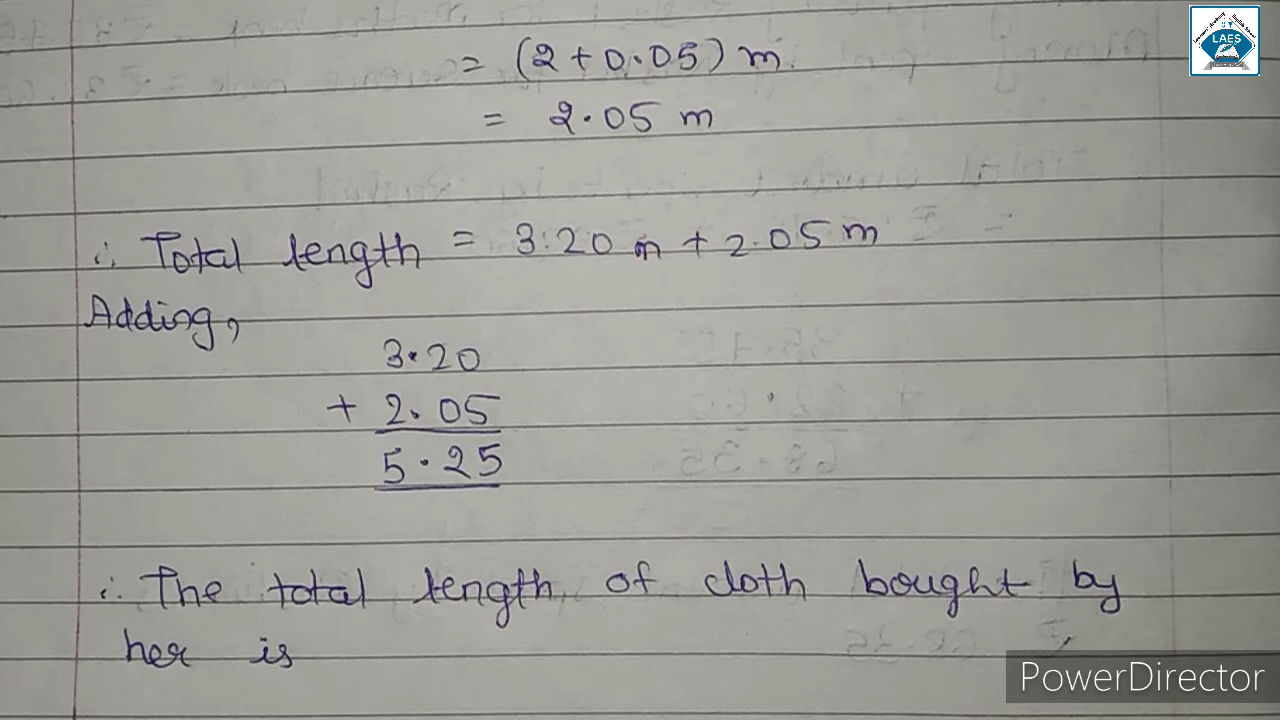 LAES
= (2 + 0.05) m
= 2.05 m
∴ Total length = 3.20 m + 2.05 m
Adding,
3.20
+ 2.05
5.25
∴ The total length of cloth bought by
her is
PowerDirector